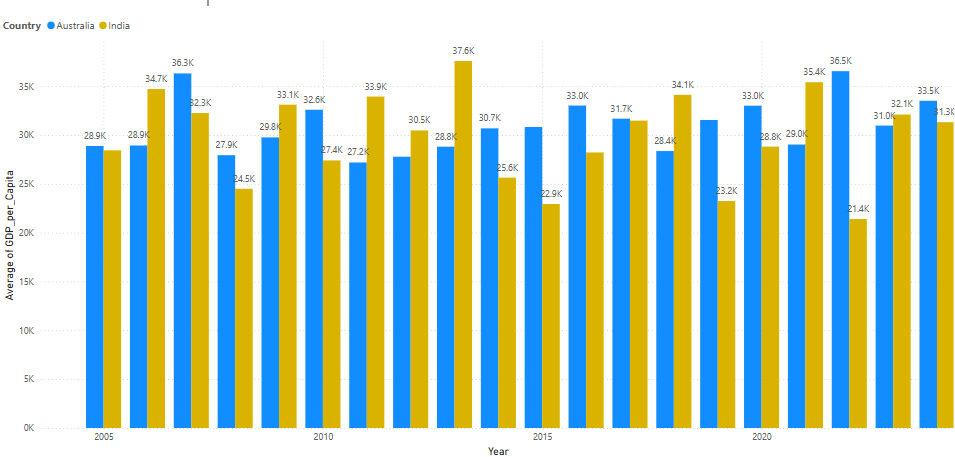 Country Australia India
37.6K
36.3K 36.5K
34.7K 35.4K
33.9K 34.1K
33.1K 33.0K 33.0K 33.5K
32.3K 32.6K 32.1K
31.7K 31.0K 31.3K
30.5K 30.7K
29.8K
28.9K 28.9K 28.8K 28.4K 28.8K 29.0K
27.9K 27.4K 27.2K
25.6K
24.5K
22.9K 23.2K
21.4K
35K
30K
25K
20K
15K
10K
5K
0K
Average of GDP_per_Capita
2005 2010 2015 2020
Year